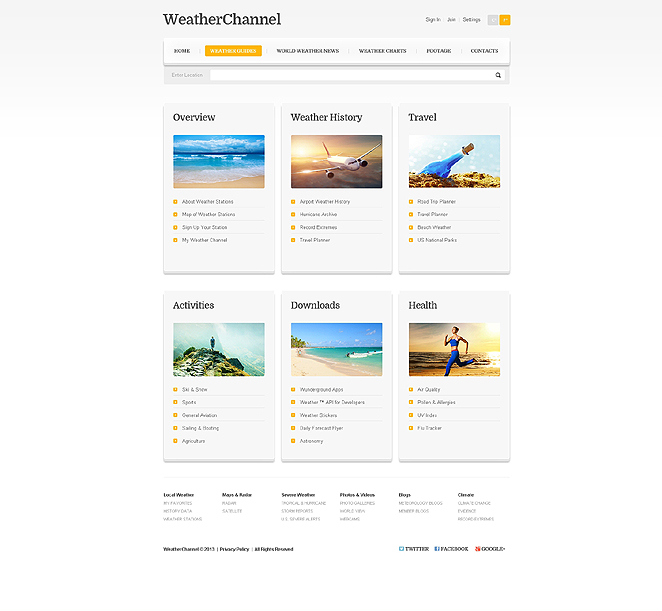 WeatherChannel
Sign In | Join | Settings
HOME
WEATHER GUIDES
WORLD WEATHER NEWS
WEATHER CHARTS
FOOTAGE
CONTACTS
Enter Location
Overview
About Weather Stations
Map of Weather Stations
Sign Up Your Station
My Weather Channel
Weather History
Airport Weather History
Hurricane Archive
Record Extremes
Travel Planner
Travel
Road Trip Planner
Travel Planner
Beach Weather
US National Parks
Activities
Ski & Snow
Sports
General Aviation
Sailing & Boating
Agriculture
Downloads
Wunderground Apps
Weather ™ API for Developers
Weather Stickers
Daily Forecast Flyer
Astronomy
Health
Air Quality
Pollen & Allergies
UV Index
Flu Tracker
Local Weather
MY FAVORITES
HISTORY DATA
WEATHER STATIONS
Maps & Radar
RADAR
SATELLITE
Severe Weather
TROPICAL & HURRICANE
STORM REPORTS
U.S. SEVERE ALERTS
Photos & Videos
PHOTO GALLERIES
WORLD VIEW
WEBCAMS
Blogs
METEOROLOGY BLOGS
MEMBER BLOGS
Climate
CLIMATE CHANGE
EVIDENCE
RECORD EXTREMES
WeatherChannel © 2013 | Privacy Policy | All Rights Reserved
TWITTER
FACEBOOK
GOOGLE+